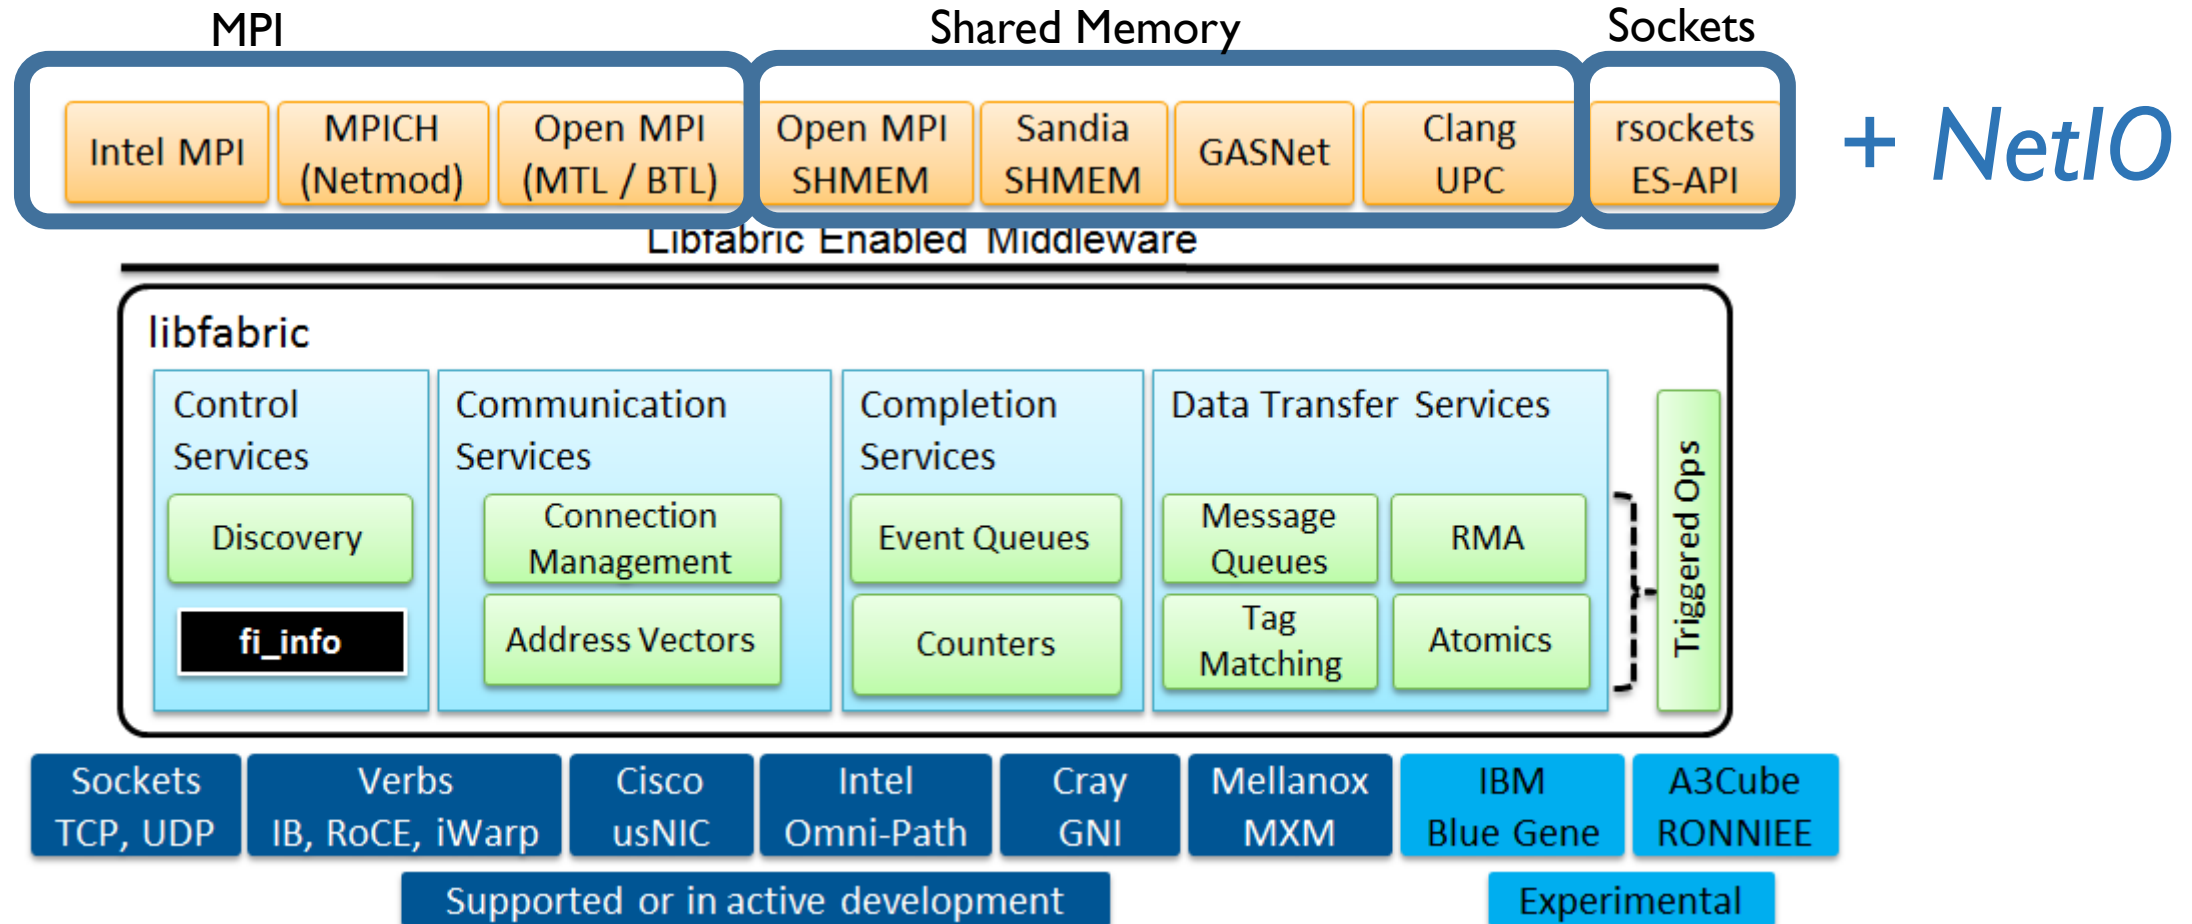 MPI
Shared Memory
Sockets
Intel MPI
MPICH
(Netmod)
Open MPI
(MTL / BTL)
Open MPI
SHMEM
Sandia
SHMEM
GASNet
Clang
UPC
rsockets
ES-API
+ NetIO
Libfabric Enabled Middleware
libfabric
Control
Services
Discovery
fi_info
Communication
Services
Connection
Management
Address Vectors
Completion
Services
Event Queues
Counters
Data Transfer Services
Message
Queues
RMA
Tag
Matching
Atomics
Triggered Ops
Sockets
TCP, UDP
Verbs
IB, RoCE, iWarp
Cisco
usNIC
Intel
Omni-Path
Cray
GNI
Mellanox
MXM
IBM
Blue Gene
A3Cube
RONNIEE
Supported or in active development
Experimental